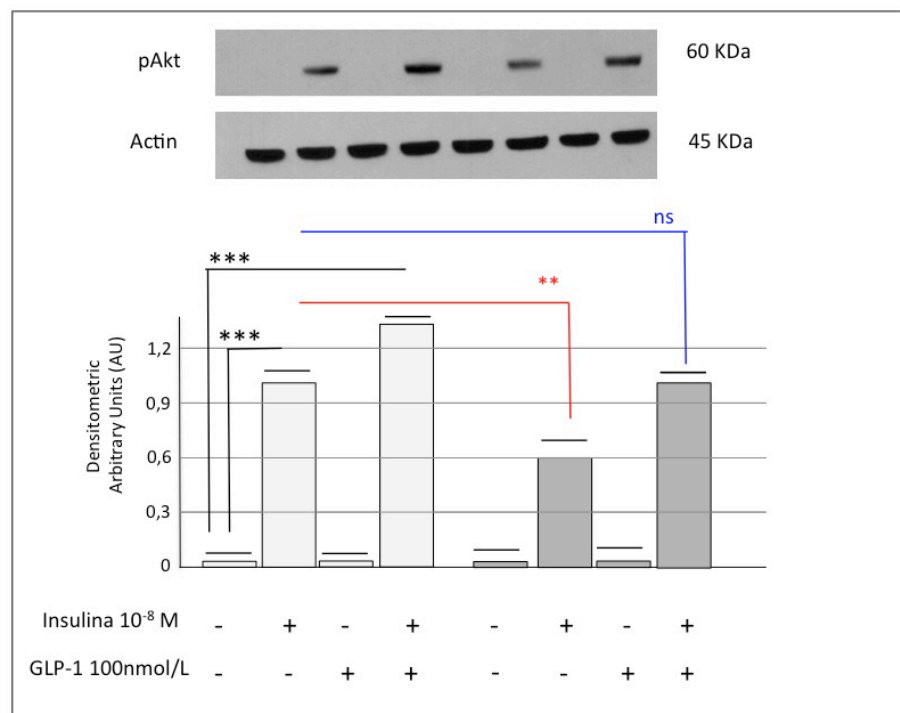 pAkt 60 KDa
Actin 45 KDa
ns
***
**
***
Densitometric
Arbitrary Units (AU)
1,2
0,9
0,6
0,3
0
Insulina 10⁻⁸ M - + - + - + - +
GLP-1 100nmol/L - - + + - - + +